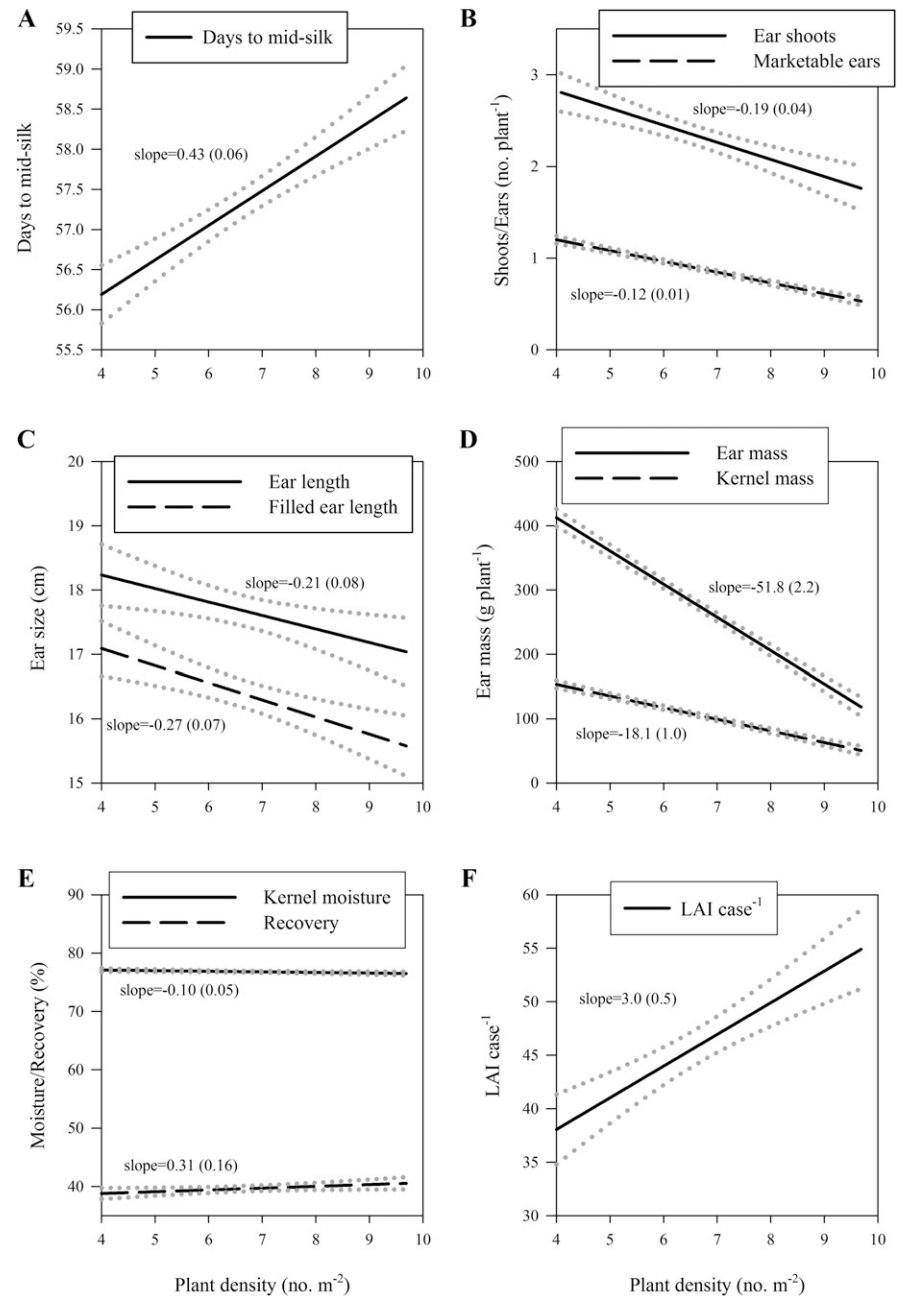 A
Days to mid-silk
59.5
59.0
58.5
58.0
57.5
57.0
56.5
56.0
55.5
Days to mid-silk
slope=0.43 (0.06)
4 5 6 7 8 9 10
B
Ear shoots
Marketable ears
3
2
1
0
Shoots/Ears (no. plant⁻¹)
slope=-0.19 (0.04)
slope=-0.12 (0.01)
4 5 6 7 8 9 10
C
Ear length
Filled ear length
20
19
18
17
16
15
Ear size (cm)
slope=-0.21 (0.08)
slope=-0.27 (0.07)
4 5 6 7 8 9 10
D
Ear mass
Kernel mass
500
400
300
200
100
0
Ear mass (g plant⁻¹)
slope=-51.8 (2.2)
slope=-18.1 (1.0)
4 5 6 7 8 9 10
E
Kernel moisture
Recovery
90
80
70
60
50
40
Moisture/Recovery (%)
slope=-0.10 (0.05)
slope=0.31 (0.16)
4 5 6 7 8 9 10
Plant density (no. m⁻²)
F
LAI case⁻¹
60
55
50
45
40
35
30
LAI case⁻¹
slope=3.0 (0.5)
4 5 6 7 8 9 10
Plant density (no. m⁻²)